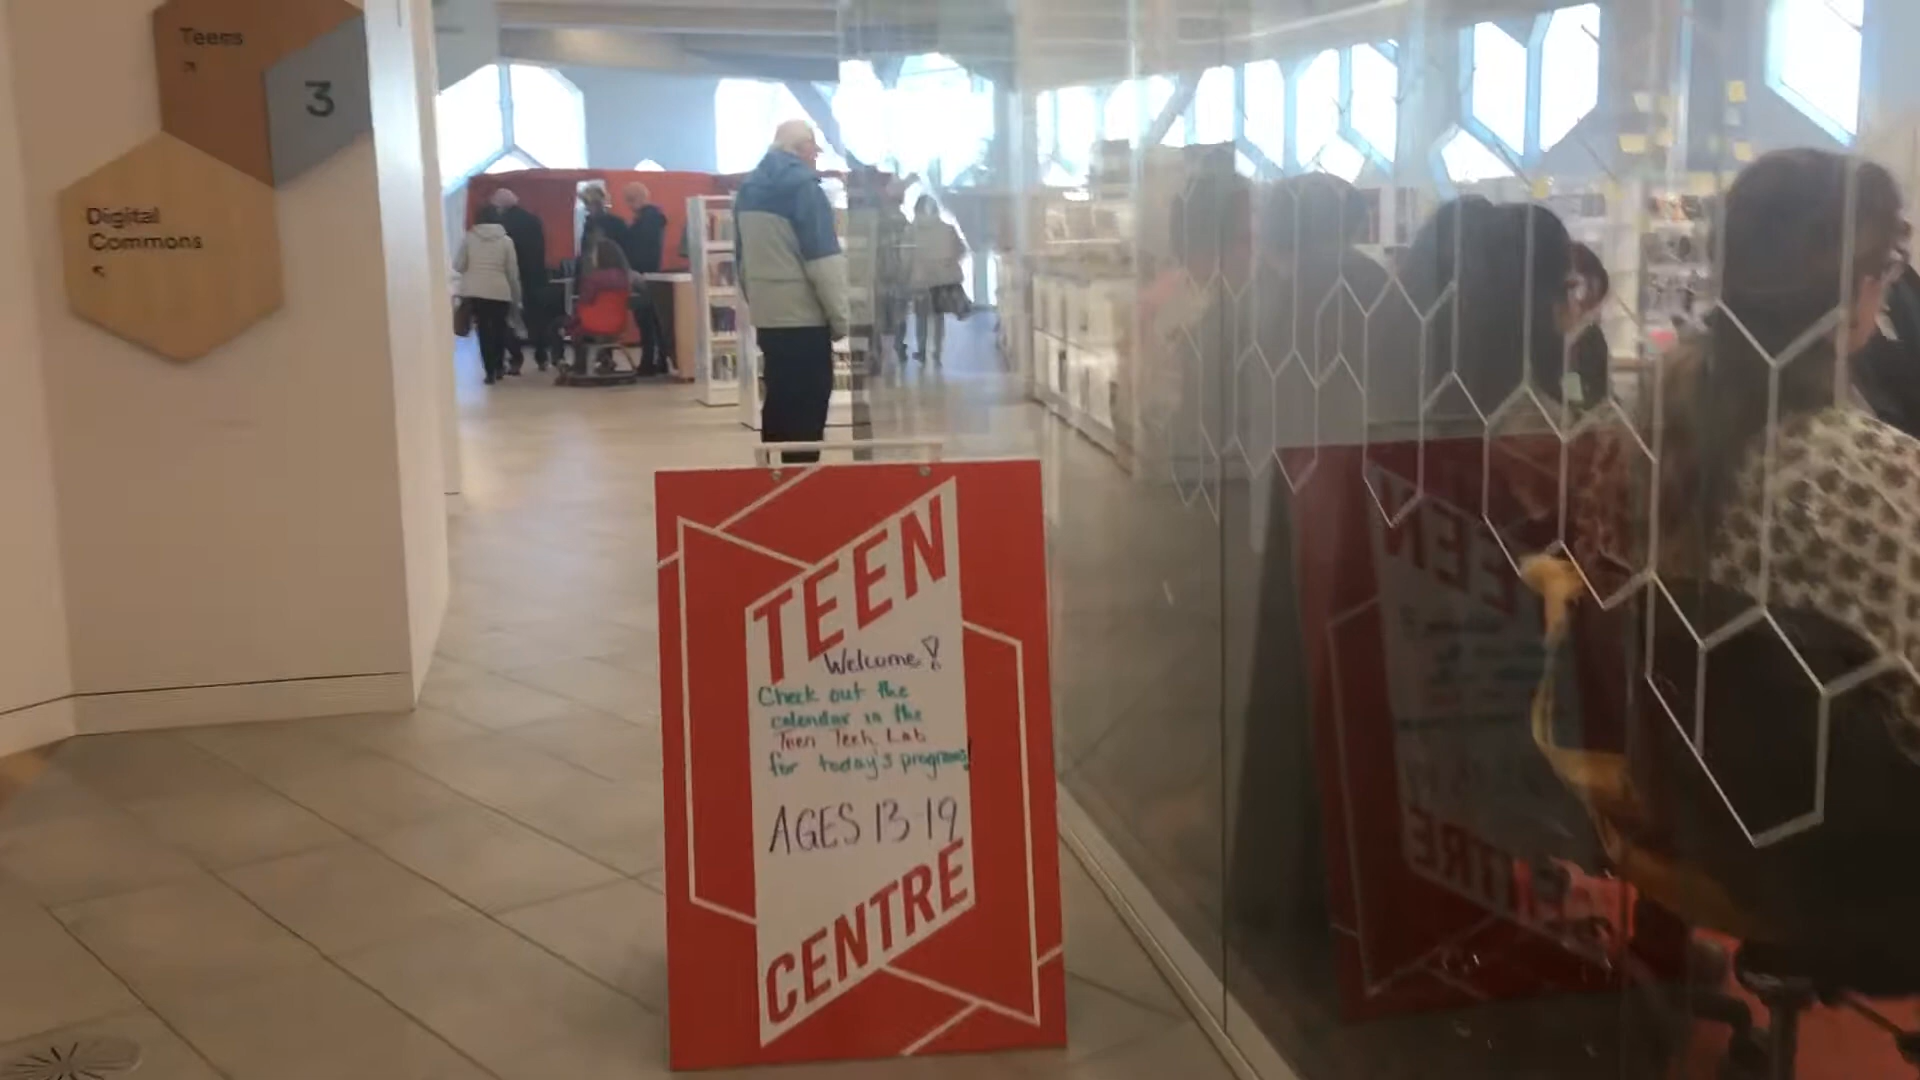 Teens
3
Digital
Commons
TEEN
Welcome!
Check out the
calendar in the
Teen Tech Lab
for today's programs!
AGES 13-19
CENTRE